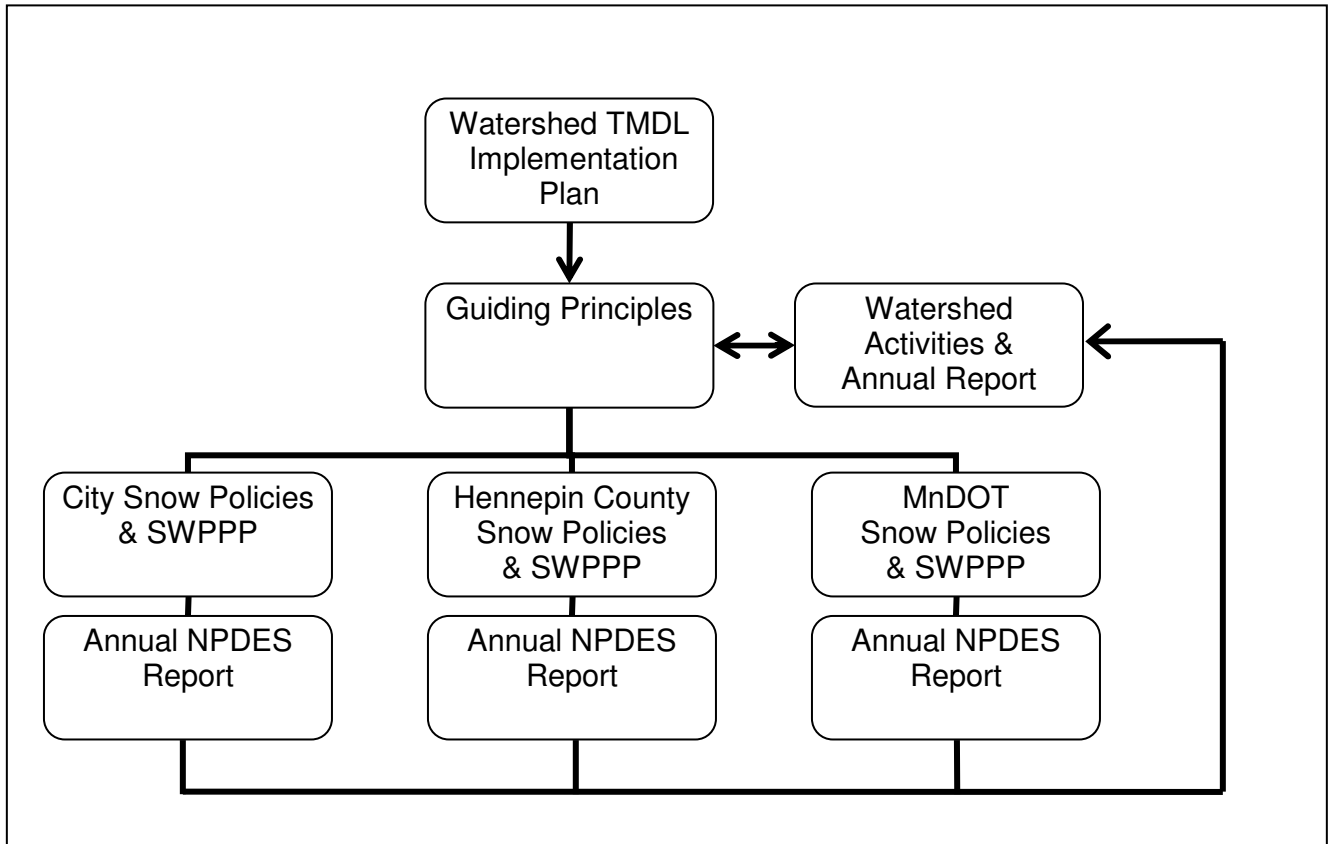 Watershed TMDL
Implementation
Plan
Guiding Principles
Watershed
Activities &
Annual Report
City Snow Policies
& SWPPP
Hennepin County
Snow Policies
& SWPPP
MnDOT
Snow Policies
& SWPPP
Annual NPDES
Report
Annual NPDES
Report
Annual NPDES
Report